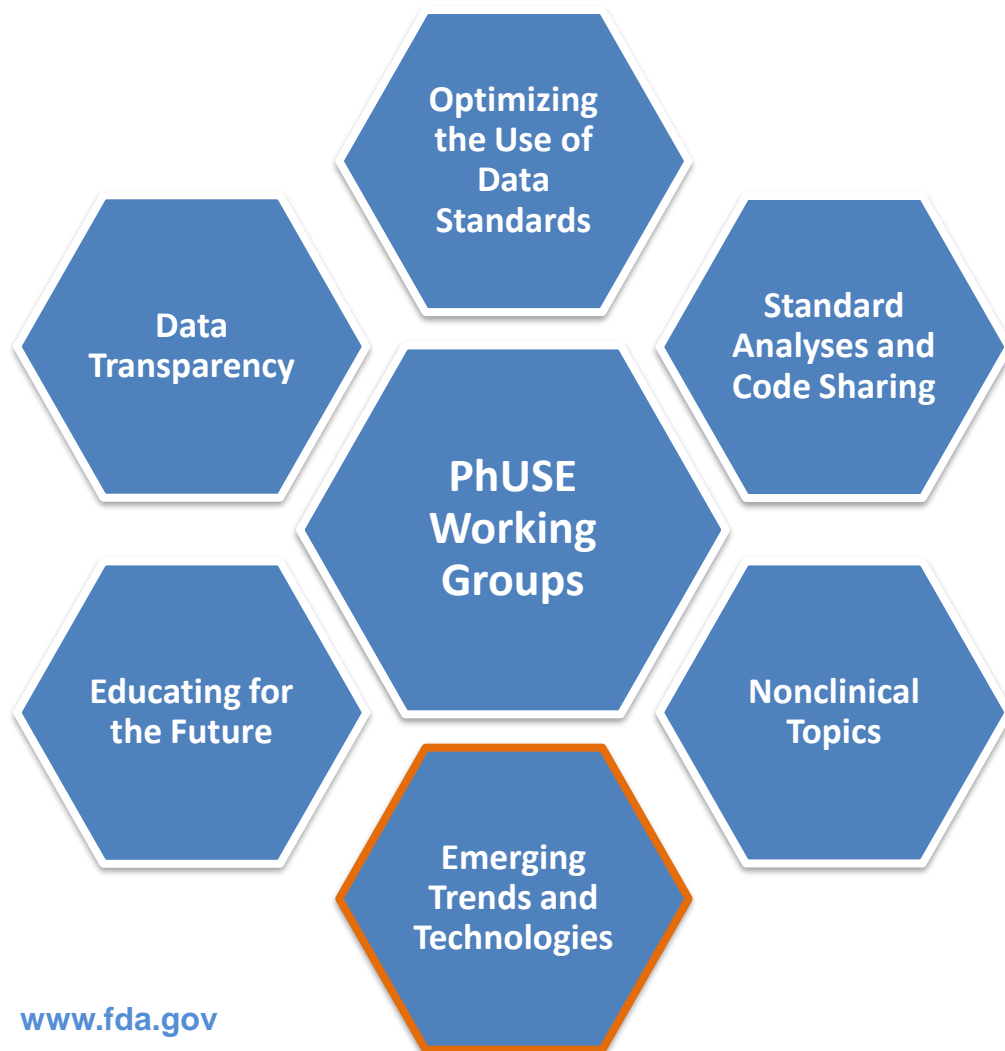 Optimizing
the Use of
Data
Standards
Data
Transparency
Standard
Analyses and
Code Sharing
PhUSE
Working
Groups
Educating for
the Future
Nonclinical
Topics
Emerging
Trends and
Technologies
www.fda.gov